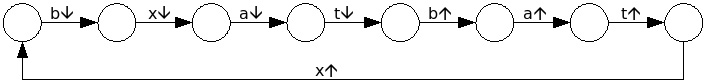 b↓ x↓ a↓ t↓ b↑ a↑ t↑
x↑